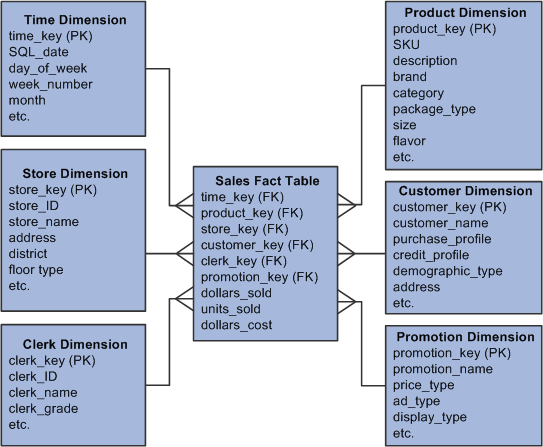 Time Dimension
time_key (PK)
SQL_date
day_of_week
week_number
month
etc.
Store Dimension
store_key (PK)
store_ID
store_name
address
district
floor type
etc.
Clerk Dimension
clerk_key (PK)
clerk_ID
clerk_name
clerk_grade
etc.
Sales Fact Table
time_key (FK)
product_key (FK)
store_key (FK)
customer_key (FK)
clerk_key (FK)
promotion_key (FK)
dollars_sold
units_sold
dollars_cost
Product Dimension
product_key (PK)
SKU
description
brand
category
package_type
size
flavor
etc.
Customer Dimension
customer_key (PK)
customer_name
purchase_profile
credit_profile
demographic_type
address
etc.
Promotion Dimension
promotion_key (PK)
promotion_name
price_type
ad_type
display_type
etc.